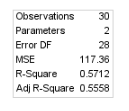 Observations 30
Parameters 2
Error DF 28
MSE 117.36
R-Square 0.5712
Adj R-Square 0.5558